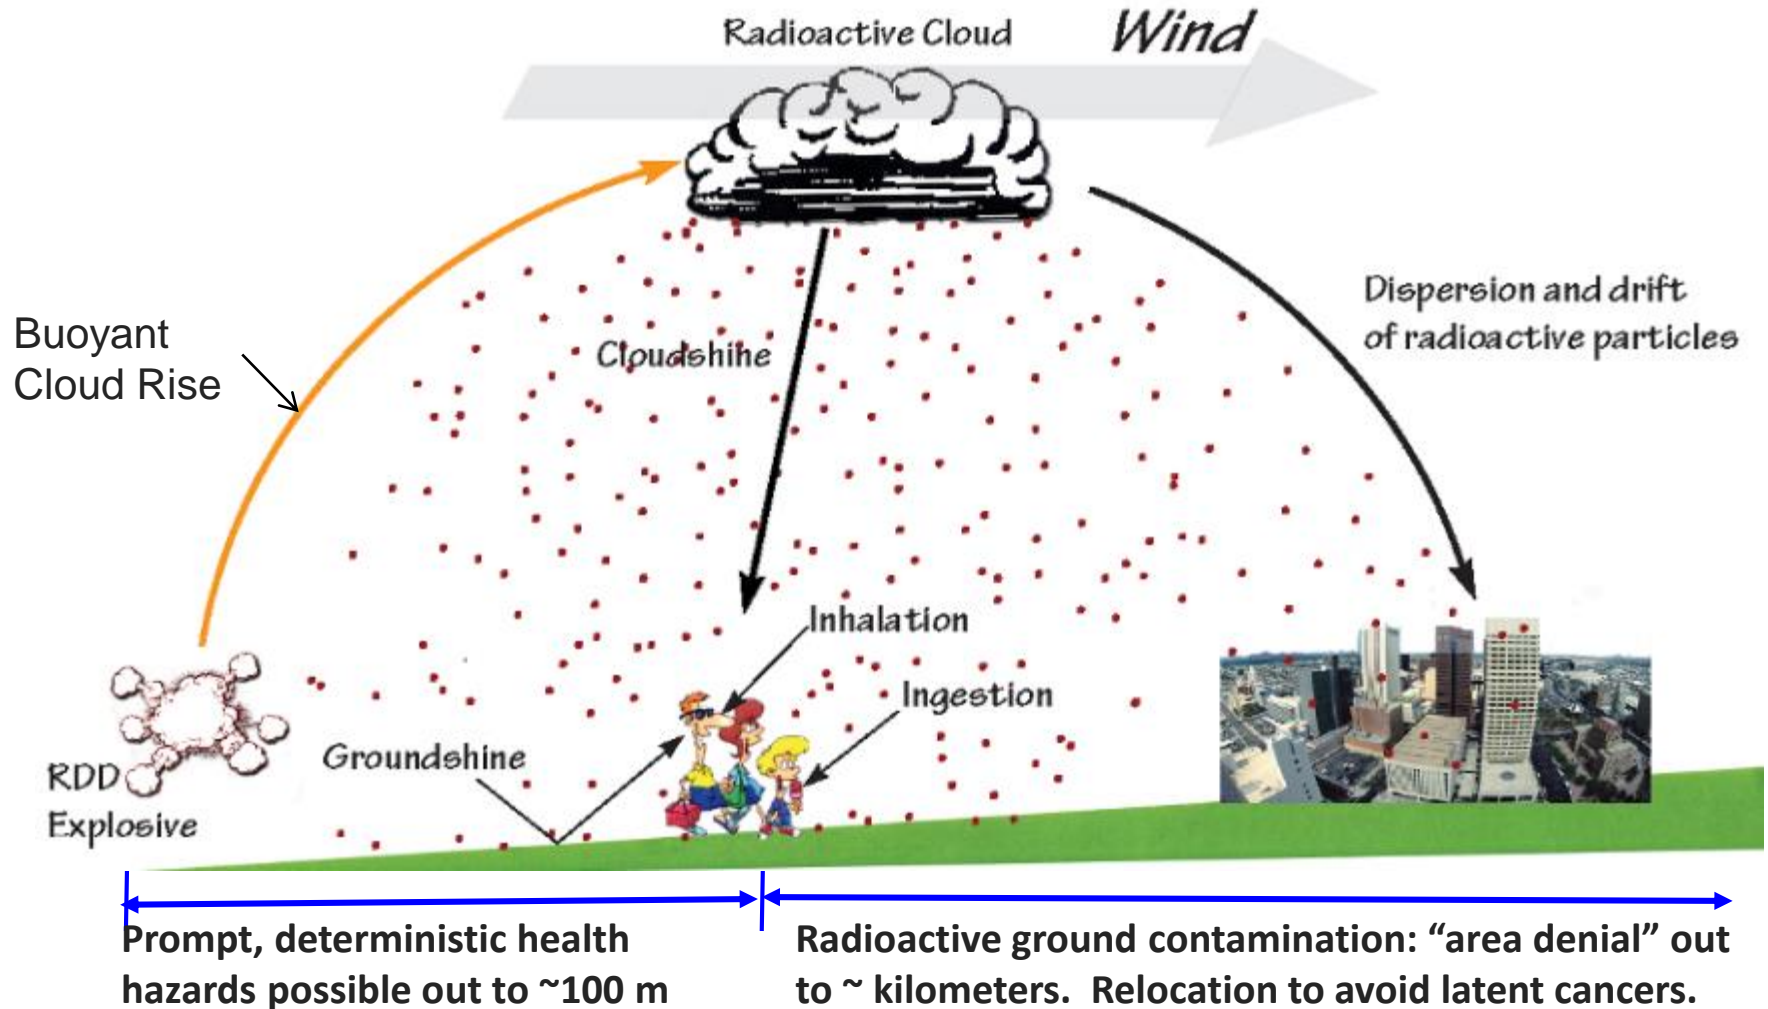 Radioactive Cloud
Wind
Buoyant
Cloud Rise
Cloudshine
Dispersion and drift
of radioactive particles
Inhalation
Ingestion
Groundshine
RDD
Explosive
Prompt, deterministic health
hazards possible out to ~100 m
Radioactive ground contamination: “area denial” out
to ~ kilometers.  Relocation to avoid latent cancers.